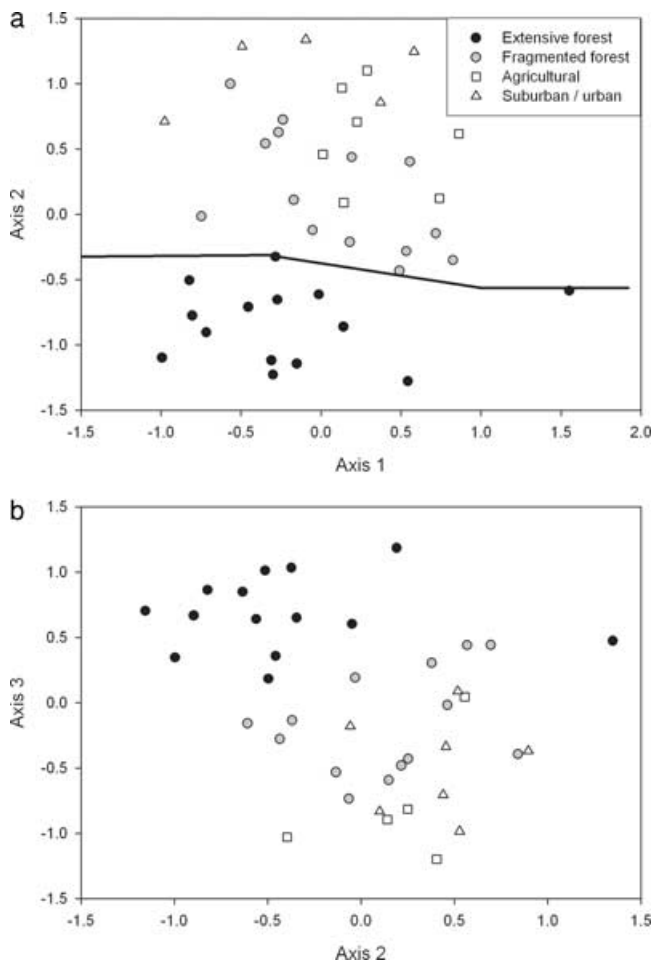 a
Extensive forest
Fragmented forest
Agricultural
Suburban / urban
1.5
1.0
0.5
0.0
-0.5
-1.0
-1.5
Axis 2
-1.5 -1.0 -0.5 0.0 0.5 1.0 1.5 2.0
Axis 1
b
1.5
1.0
0.5
0.0
-0.5
-1.0
-1.5
Axis 3
-1.5 -1.0 -0.5 0.0 0.5 1.0 1.5
Axis 2